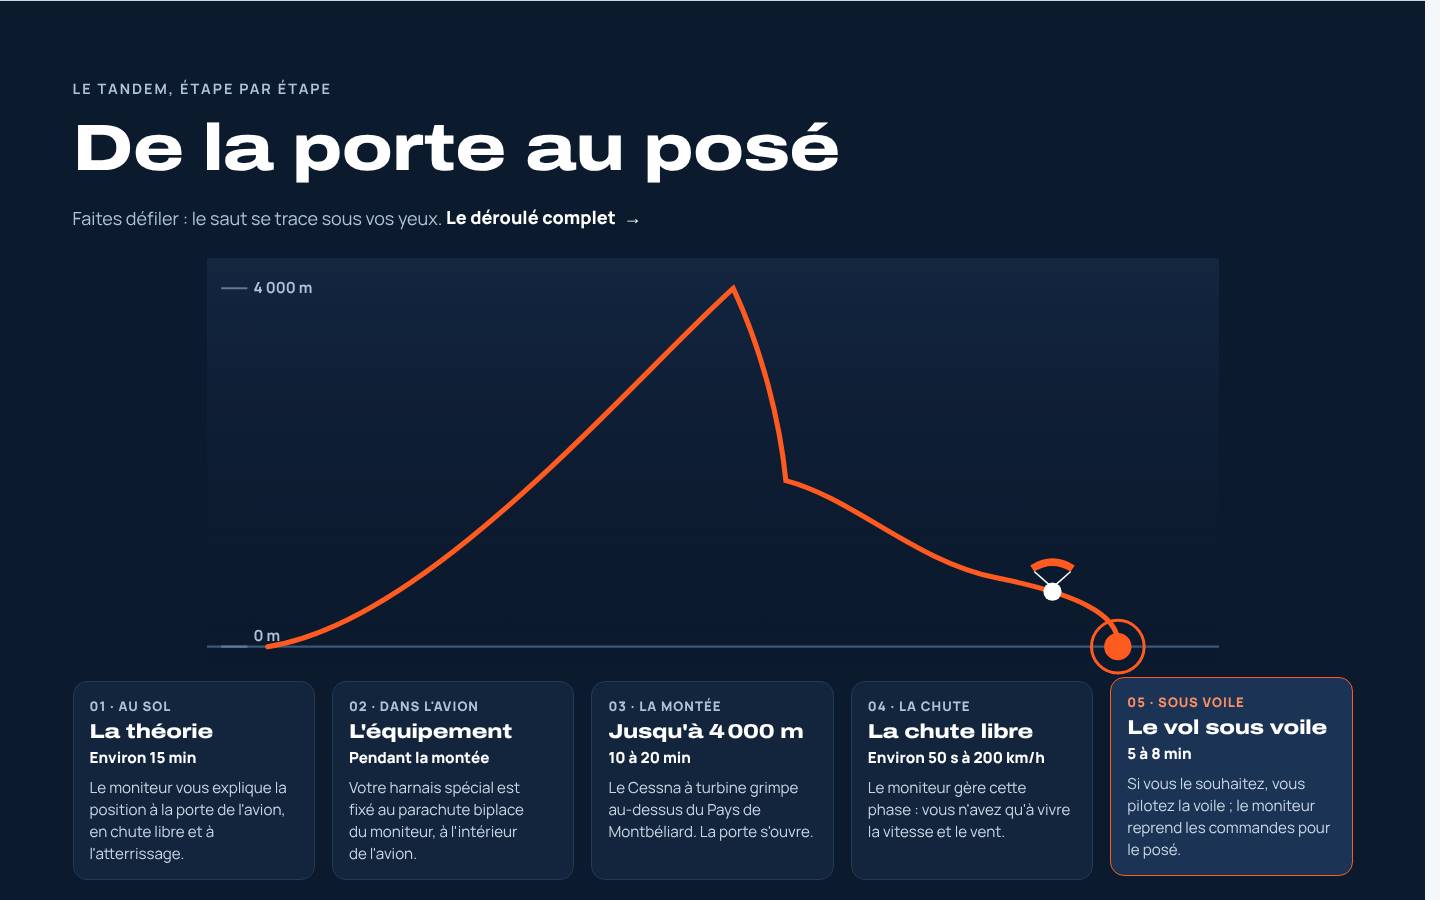 LE TANDEM, ÉTAPE PAR ÉTAPE
De la porte au posé
Faites défiler : le saut se trace sous vos yeux. Le déroulé complet →
4 000 m
0 m
01 · AU SOL
La théorie
Environ 15 min
Le moniteur vous explique la
position à la porte de l'avion,
en chute libre et à
l'atterrissage.
02 · DANS L'AVION
L'équipement
Pendant la montée
Votre harnais spécial est
fixé au parachute biplace
du moniteur, à l'intérieur
de l'avion.
03 · LA MONTÉE
Jusqu'à 4 000 m
10 à 20 min
Le Cessna à turbine grimpe
au-dessus du Pays de
Montbéliard. La porte s'ouvre.
04 · LA CHUTE
La chute libre
Environ 50 s à 200 km/h
Le moniteur gère cette
phase : vous n'avez qu'à vivre
la vitesse et le vent.
05 · SOUS VOILE
Le vol sous voile
5 à 8 min
Si vous le souhaitez, vous
pilotez la voile ; le moniteur
reprend les commandes pour
le posé.